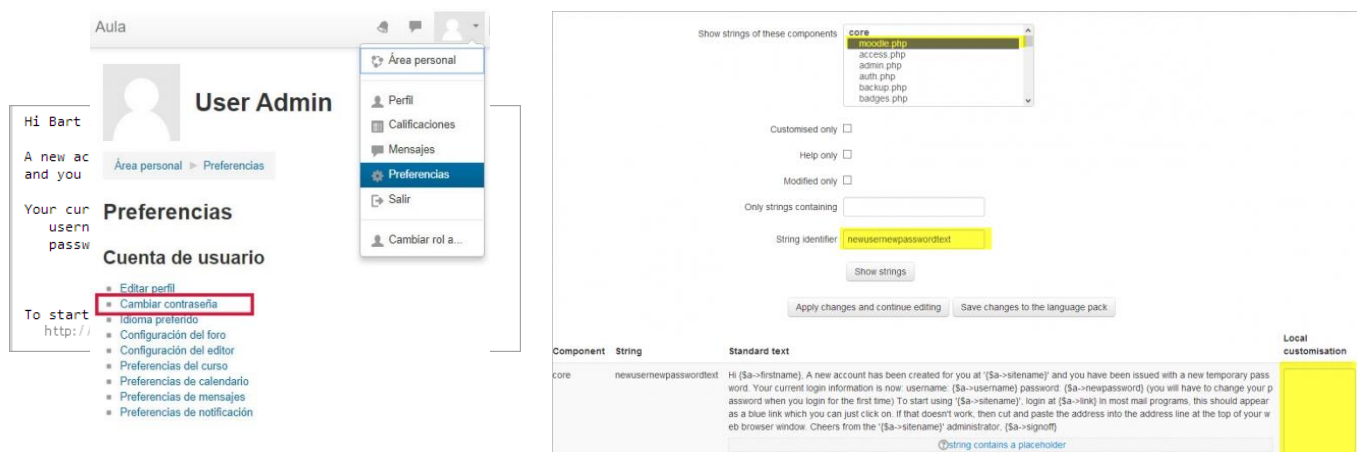 Aula
Área personal
Perfil
Calificaciones
Mensajes
Preferencias
Salir
Cambiar rol a...
User Admin
Área personal ▶ Preferencias
Preferencias
Cuenta de usuario
Editar perfil
Cambiar contraseña
Idioma preferido
Configuración del foro
Configuración del editor
Preferencias del curso
Preferencias de calendario
Preferencias de mensajes
Preferencias de notificación
Hi Bart
A new ac
and you
Your cur
usern
passw
To start
http://
Show strings of these components
core
moodle.php
access.php
admin.php
auth.php
backup.php
badges.php
Customised only
Help only
Modified only
Only strings containing
String identifier newusernewpasswordtext
Show strings
Apply changes and continue editing Save changes to the language pack
Component String Standard text Local customisation
core newusernewpasswordtext Hi {$a->firstname}, A new account has been created for you at '{$a->sitename}' and you have been issued with a new temporary pass
word. Your current login information is now: username: {$a->username} password: {$a->newpassword} (you will have to change your p
assword when you login for the first time) To start using '{$a->sitename}', login at {$a->link} in most mail programs, this should appear
as a blue link which you can just click on. If that doesn't work, then cut and paste the address into the address line at the top of your w
eb browser window. Cheers from the '{$a->sitename}' administrator, {$a->signoff}
string contains a placeholder